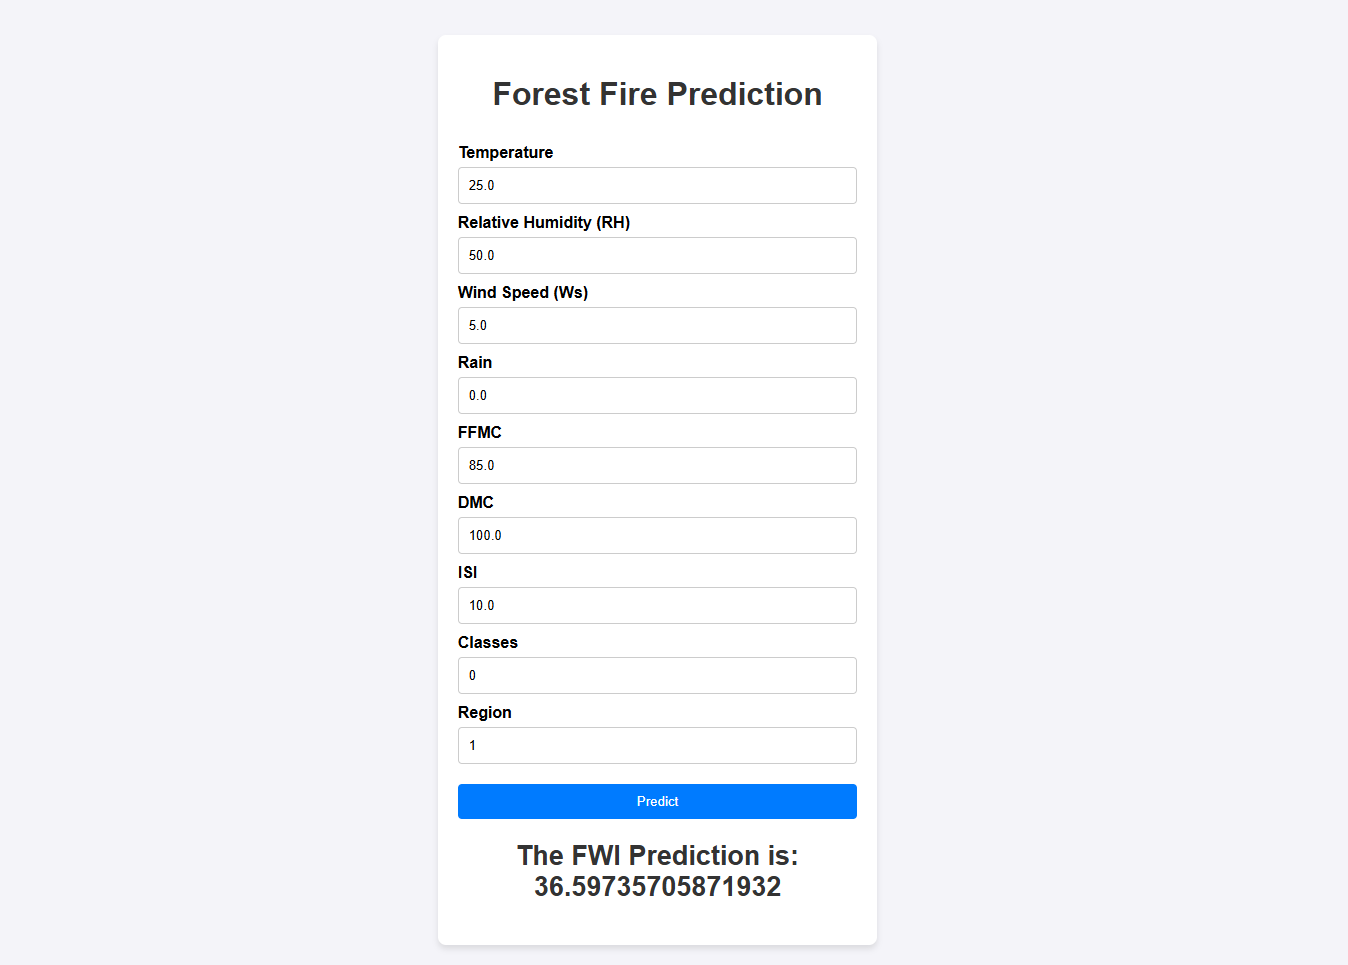 Forest Fire Prediction
Temperature
25.0
Relative Humidity (RH)
50.0
Wind Speed (Ws)
5.0
Rain
0.0
FFMC
85.0
DMC
100.0
ISI
10.0
Classes
0
Region
1
Predict
The FWI Prediction is:
36.59735705871932